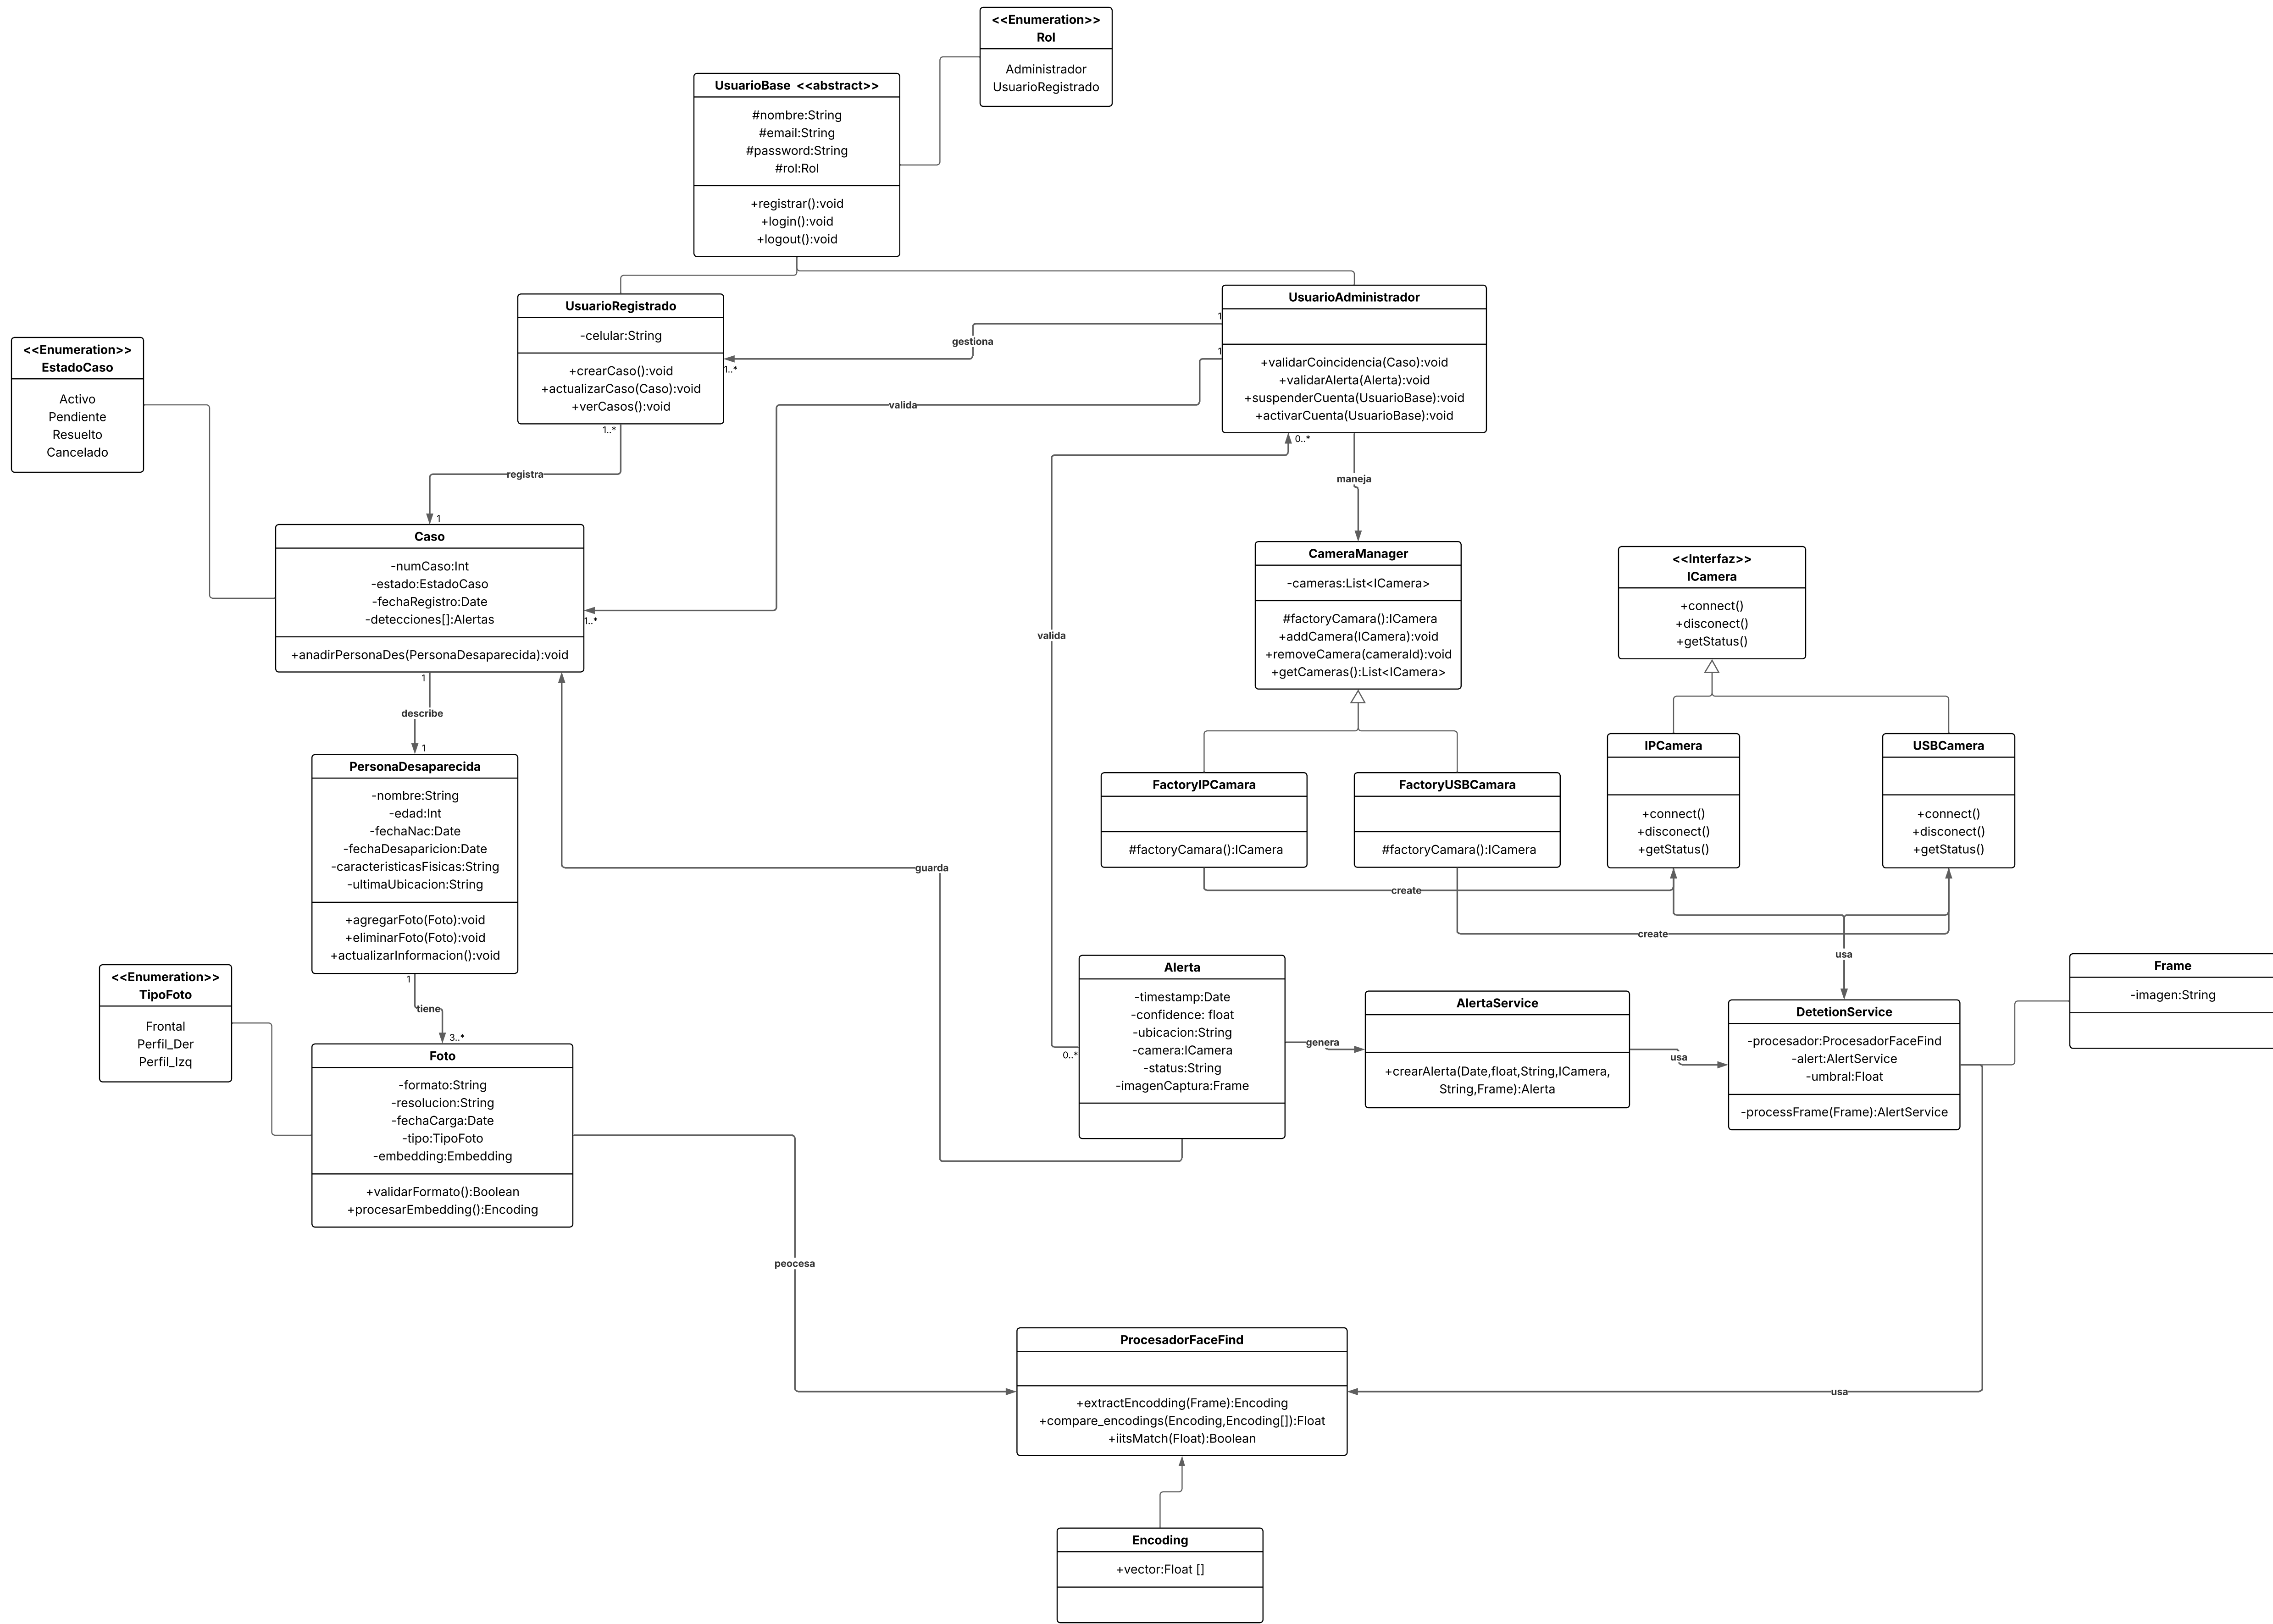 <<Enumeration>>
Rol
Administrador
UsuarioRegistrado
UsuarioBase <<abstract>>
#nombre:String
#email:String
#password:String
#rol:Rol
+registrar():void
+login():void
+logout():void
UsuarioRegistrado
-celular:String
+crearCaso():void
+actualizarCaso(Caso):void
+verCasos():void
UsuarioAdministrador
+validarCoincidencia(Caso):void
+validarAlerta(Alerta):void
+suspenderCuenta(UsuarioBase):void
+activarCuenta(UsuarioBase):void
1
gestiona
1..*
1
valida
1..*
<<Enumeration>>
EstadoCaso
Activo
Pendiente
Resuelto
Cancelado
1..*
registra
1
0..*
maneja
valida
0..*
Caso
-numCaso:Int
-estado:EstadoCaso
-fechaRegistro:Date
-detecciones[]:Alertas
+anadirPersonaDes(PersonaDesaparecida):void
CameraManager
-cameras:List<ICamera>
#factoryCamara():ICamera
+addCamera(ICamera):void
+removeCamera(cameraId):void
+getCameras():List<ICamera>
<<Interfaz>>
ICamera
+connect()
+disconect()
+getStatus()
1
describe
1
PersonaDesaparecida
-nombre:String
-edad:Int
-fechaNac:Date
-fechaDesaparicion:Date
-caracteristicasFisicas:String
-ultimaUbicacion:String
+agregarFoto(Foto):void
+eliminarFoto(Foto):void
+actualizarInformacion():void
guarda
FactoryIPCamara
#factoryCamara():ICamera
FactoryUSBCamara
#factoryCamara():ICamera
IPCamera
+connect()
+disconect()
+getStatus()
USBCamera
+connect()
+disconect()
+getStatus()
create
create
usa
<<Enumeration>>
TipoFoto
Frontal
Perfil_Der
Perfil_Izq
1
tiene
3..*
Foto
-formato:String
-resolucion:String
-fechaCarga:Date
-tipo:TipoFoto
-embedding:Embedding
+validarFormato():Boolean
+procesarEmbedding():Encoding
Alerta
-timestamp:Date
-confidence: float
-ubicacion:String
-camera:ICamera
-status:String
-imagenCaptura:Frame
genera
AlertaService
+crearAlerta(Date,float,String,ICamera,
String,Frame):Alerta
usa
DetetionService
-procesador:ProcesadorFaceFind
-alert:AlertService
-umbral:Float
-processFrame(Frame):AlertService
Frame
-imagen:String
peocesa
usa
ProcesadorFaceFind
+extractEncodding(Frame):Encoding
+compare_encodings(Encoding,Encoding[]):Float
+iitsMatch(Float):Boolean
Encoding
+vector:Float []